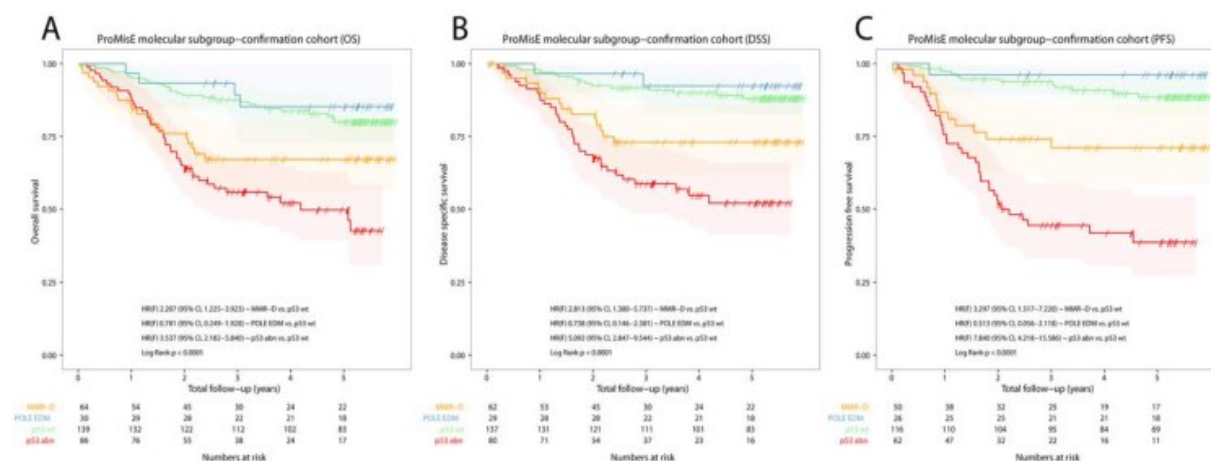 A
ProMisE molecular subgroup–confirmation cohort (OS)
1.00
0.75
0.50
0.25
0.00
Overall survival
HR(F) 2.207 (95% CI, 1.225–3.923) ~ MMR–D vs. p53 wt
HR(F) 0.781 (95% CI, 0.249–1.928) ~ POLE EDM vs. p53 wt
HR(F) 3.537 (95% CI, 2.182–5.840) ~ p53 abn vs. p53 wt
Log Rank p < 0.0001
0 1 2 3 4 5
Total follow–up (years)
MMR–D 64 54 45 30 24 22
POLE EDM 30 29 28 22 21 18
p53 wt 139 132 122 112 102 83
p53 abn 86 76 55 38 24 17
Numbers at risk
B
ProMisE molecular subgroup–confirmation cohort (DSS)
1.00
0.75
0.50
0.25
0.00
Disease specific survival
HR(F) 2.813 (95% CI, 1.380–5.737) ~ MMR–D vs. p53 wt
HR(F) 0.738 (95% CI, 0.146–2.381) ~ POLE EDM vs. p53 wt
HR(F) 5.092 (95% CI, 2.847–9.544) ~ p53 abn vs. p53 wt
Log Rank p < 0.0001
0 1 2 3 4 5
Total follow–up (years)
MMR–D 62 53 45 30 24 22
POLE EDM 29 28 28 22 21 18
p53 wt 137 131 121 111 101 83
p53 abn 80 71 54 37 23 16
Numbers at risk
C
ProMisE molecular subgroup–confirmation cohort (PFS)
1.00
0.75
0.50
0.25
0.00
Progression free survival
HR(F) 3.297 (95% CI, 1.517–7.220) ~ MMR–D vs. p53 wt
HR(F) 0.513 (95% CI, 0.056–2.118) ~ POLE EDM vs. p53 wt
HR(F) 7.840 (95% CI, 4.218–15.586) ~ p53 abn vs. p53 wt
Log Rank p < 0.0001
0 1 2 3 4 5
Total follow–up (years)
MMR–D 50 38 32 25 19 17
POLE EDM 26 25 25 21 21 18
p53 wt 116 110 104 95 84 69
p53 abn 62 47 32 22 16 11
Numbers at risk